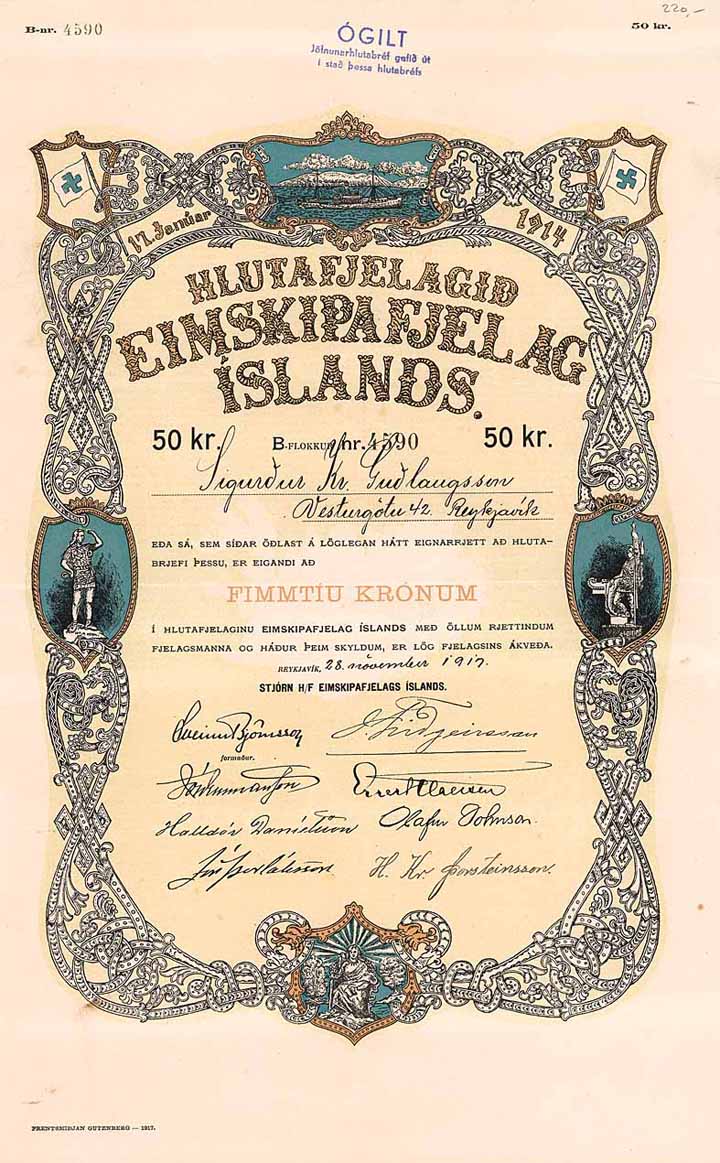 220,-
B-nr. 4590
50 kr.
ÓGILT
Jöfnunarhlutabréf gefið út
í stað þessa hlutabréfs
17. Janúar 1914
HLUTAFJELAGIÐ
EIMSKIPAFJELAG
ÍSLANDS.
50 kr. B-FLOKKUR nr. 4590 50 kr.
Sigurður Kr. Guðlaugsson
Vesturgötu 42. Reykjavík
EÐA SÁ, SEM SÍÐAR ÖÐLAST Á LÖGLEGAN HÁTT EIGNARRJETT AÐ HLUTA-
BRJEFI ÞESSU, ER EIGANDI AÐ
FIMMTÍU KRÓNUM
Í HLUTAFJELAGINU EIMSKIPAFJELAG ÍSLANDS MEÐ ÖLLUM RJETTINDUM
FJELAGSMANNA OG HÁÐUR ÞEIM SKYLDUM, ER LÖG FJELAGSINS ÁKVEÐA.
REYKJAVÍK, 28. nóvember 1917.
STJÓRN H/F EIMSKIPAFJELAGS ÍSLANDS.
Sveinn Björnsson
formaður.
Eggert Claessen
Halldór Daníelsson Olafur Johnson.
Jón Þorláksson H. Kr. Þorsteinsson.
PRENTSMIÐJAN GUTENBERG — 1917.